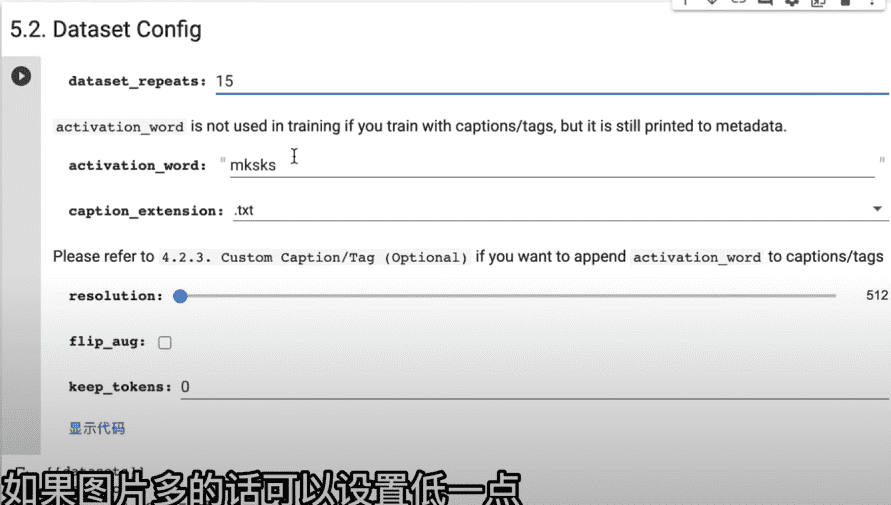 5.2. Dataset Config
dataset_repeats: 15
activation_word is not used in training if you train with captions/tags, but it is still printed to metadata.
activation_word: " mksks "
caption_extension: .txt
Please refer to 4.2.3. Custom Caption/Tag (Optional) if you want to append activation_word to captions/tags
resolution: 512
flip_aug:
keep_tokens: 0
显示代码
如果图片多的话可以设置低一点